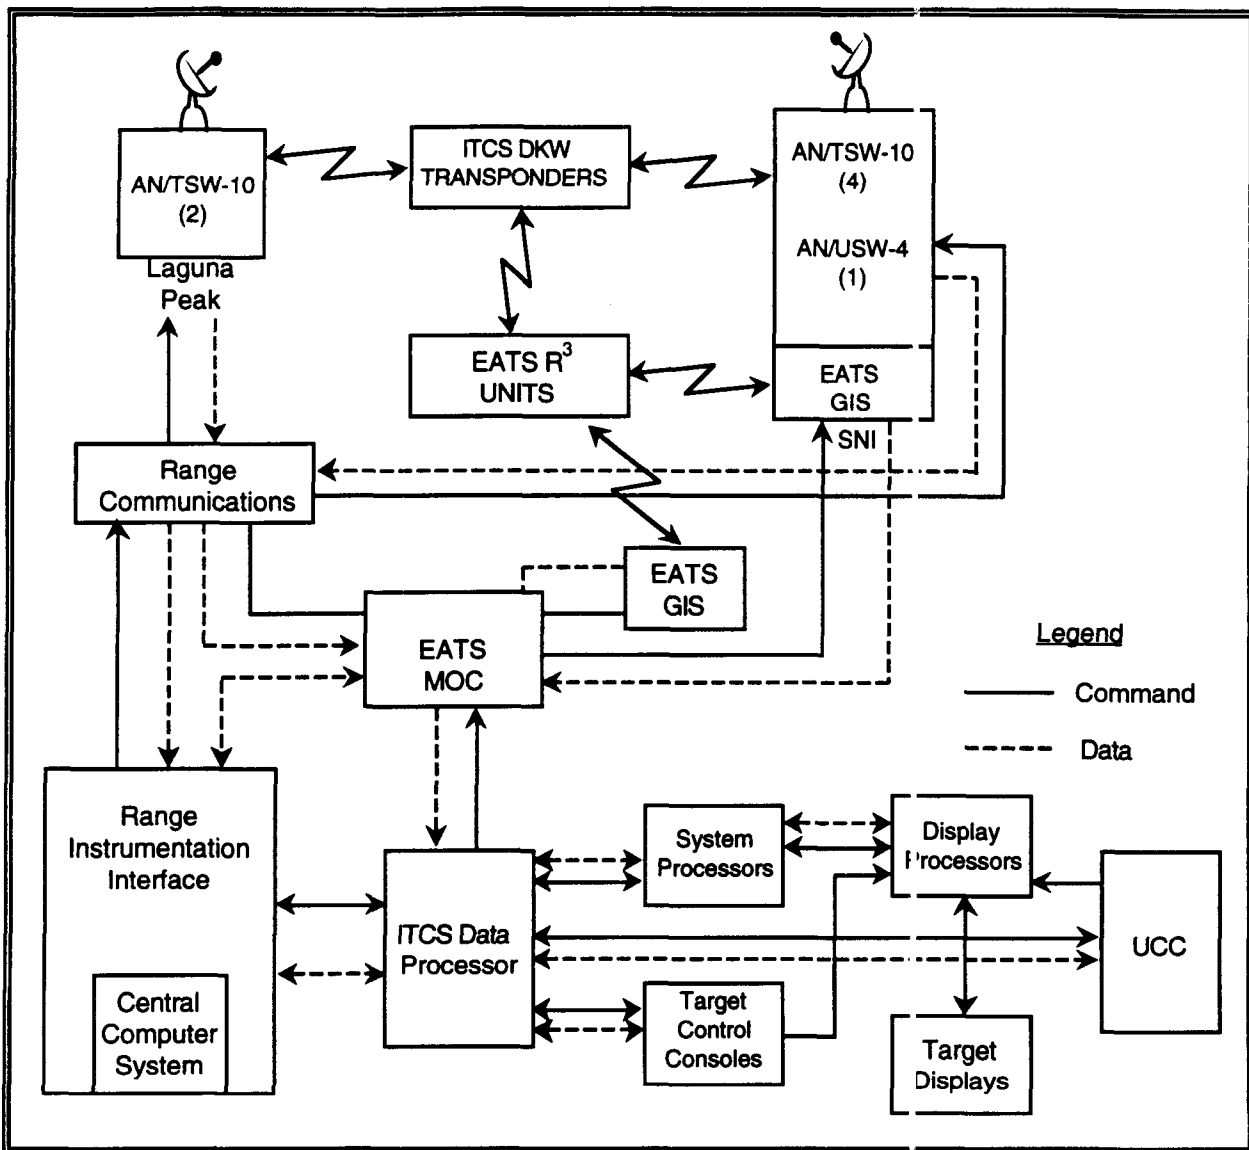 AN/TSW-10
(2)
Laguna
Peak
ITCS DKW
TRANSPONDERS
AN/TSW-10
(4)
AN/USW-4
(1)
EATS R³
UNITS
EATS
GIS
SNI
Range
Communications
EATS
GIS
EATS
MOC
Legend
Command
Data
Range
Instrumentation
Interface
Central
Computer
System
ITCS Data
Processor
System
Processors
Target
Control
Consoles
Display
Processors
Target
Displays
UCC